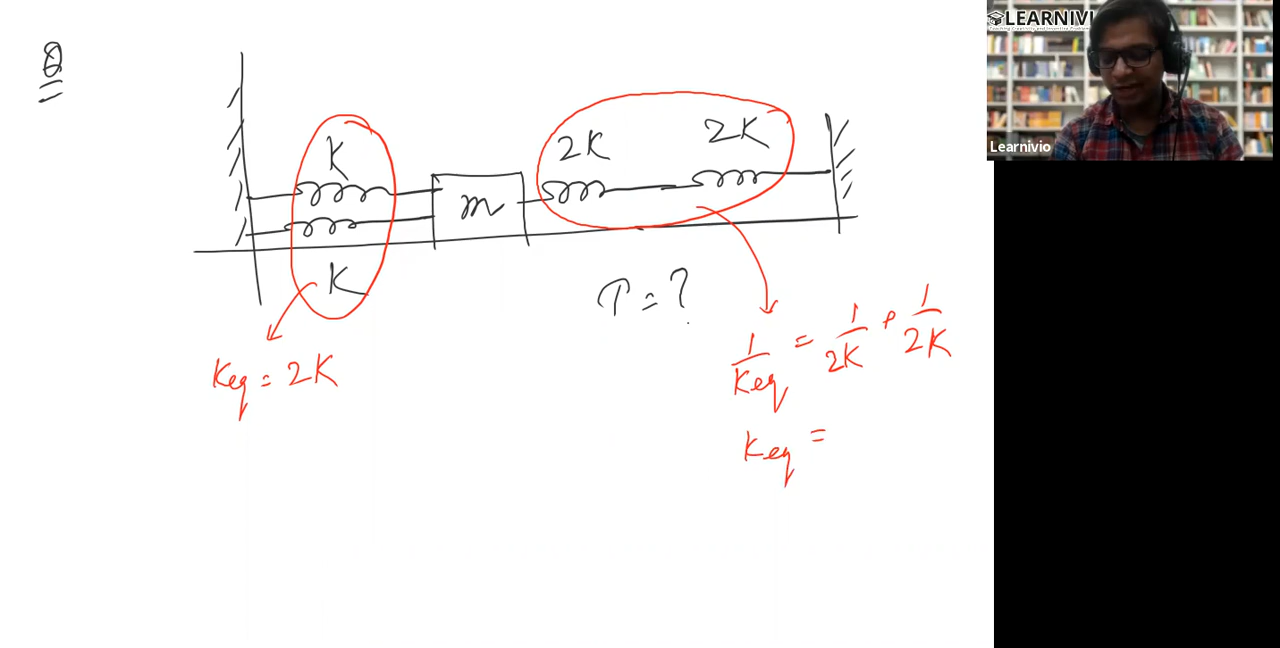 Q
LEARNIVI
Learnivio
K
2K 2K
m
K
T = ?
Keq = 2K
1/Keq = 1/2K + 1/2K
Keq =